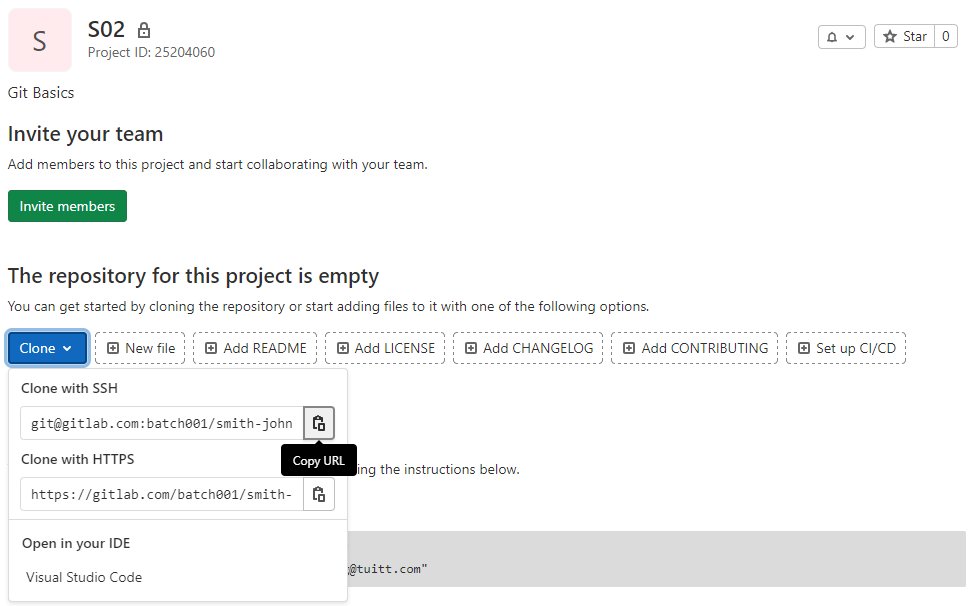 S
S02
Project ID: 25204060
Star
0
Git Basics
Invite your team
Add members to this project and start collaborating with your team.
Invite members
The repository for this project is empty
You can get started by cloning the repository or start adding files to it with one of the following options.
Clone
New file
Add README
Add LICENSE
Add CHANGELOG
Add CONTRIBUTING
Set up CI/CD
Clone with SSH
git@gitlab.com:batch001/smith-john
Copy URL
Clone with HTTPS
ing the instructions below.
https://gitlab.com/batch001/smith-
Open in your IDE
@tuitt.com"
Visual Studio Code